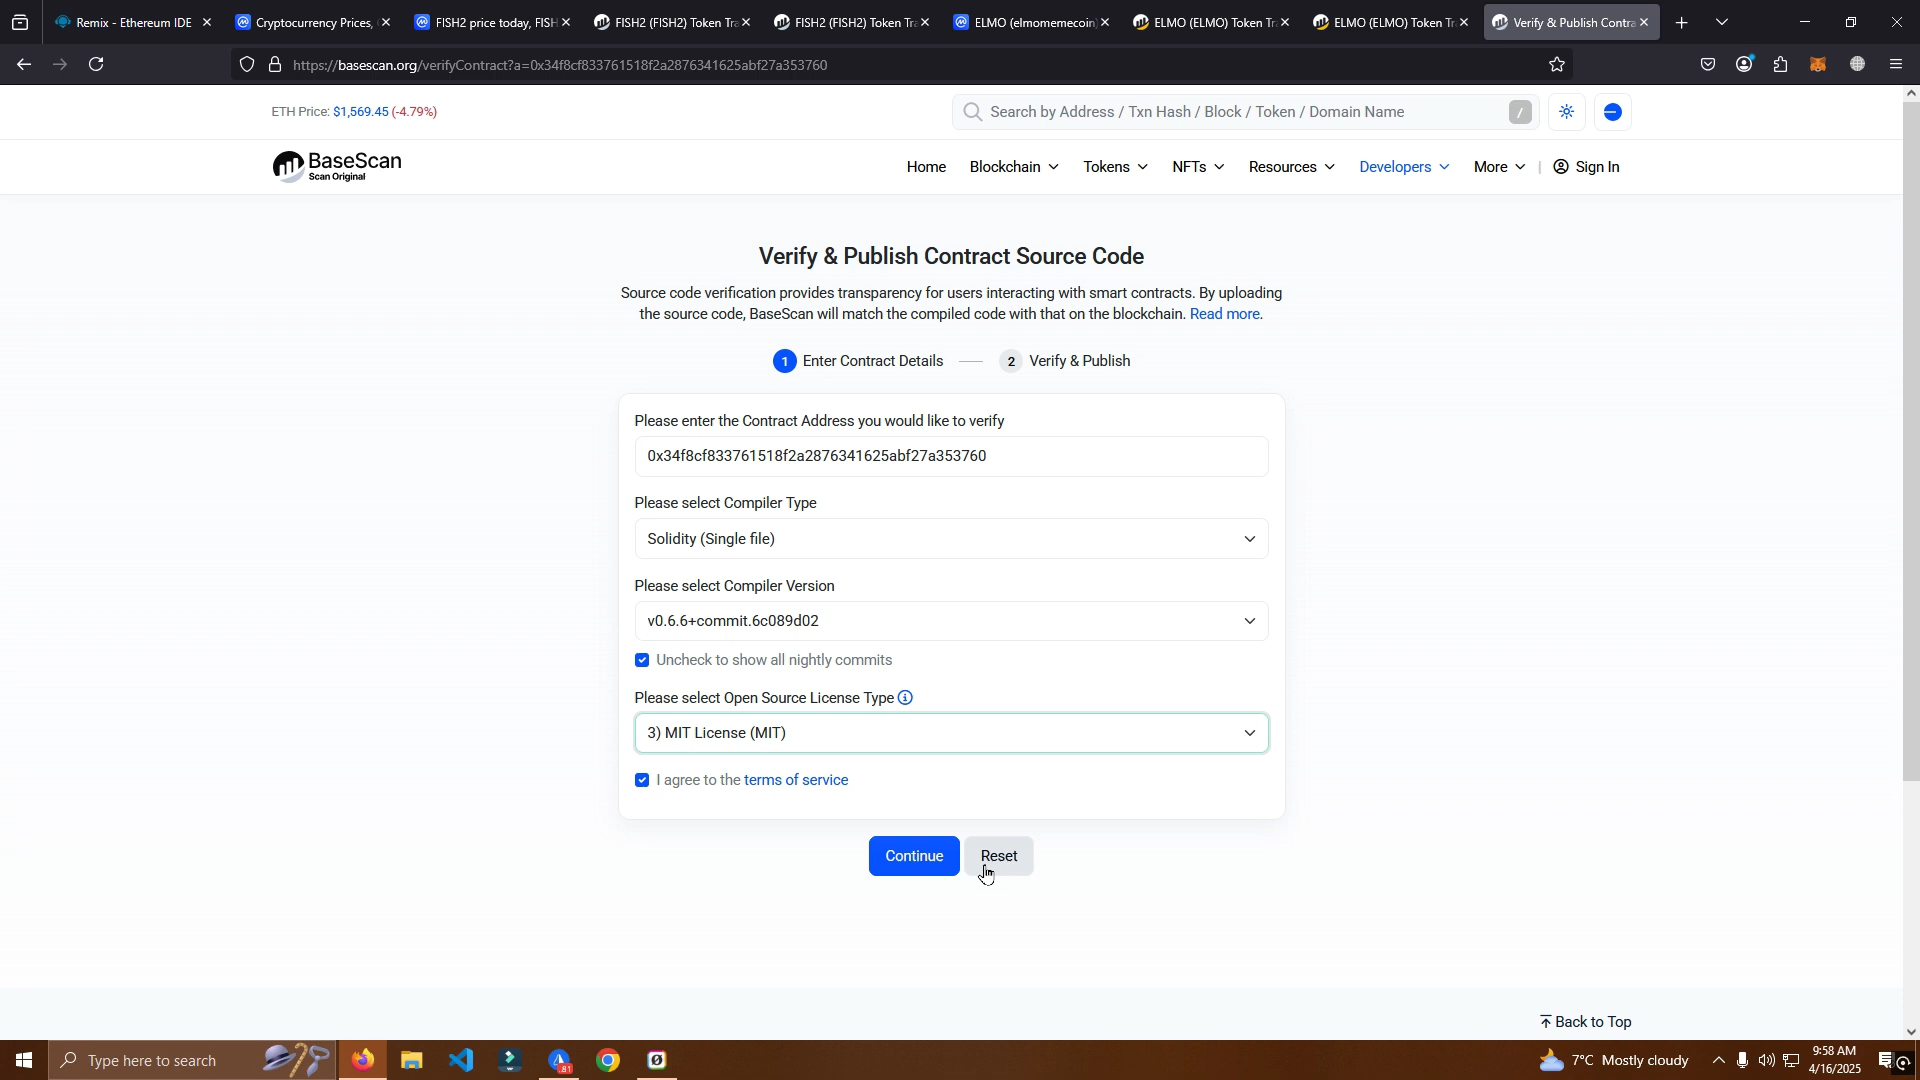 Remix - Ethereum IDE
Cryptocurrency Prices,
FISH2 price today, FISH
FISH2 (FISH2) Token Tra
FISH2 (FISH2) Token Tra
ELMO (elmomemecoin)
ELMO (ELMO) Token Tr
ELMO (ELMO) Token Tr
Verify & Publish Contra
https://basescan.org/verifyContract?a=0x34f8cf833761518f2a2876341625abf27a353760
ETH Price: $1,569.45 (-4.79%)
Search by Address / Txn Hash / Block / Token / Domain Name
/
BaseScan
Scan Original
Home
Blockchain
Tokens
NFTs
Resources
Developers
More
Sign In
Verify & Publish Contract Source Code
Source code verification provides transparency for users interacting with smart contracts. By uploading
the source code, BaseScan will match the compiled code with that on the blockchain. Read more.
1 Enter Contract Details
2 Verify & Publish
Please enter the Contract Address you would like to verify
0x34f8cf833761518f2a2876341625abf27a353760
Please select Compiler Type
Solidity (Single file)
Please select Compiler Version
v0.6.6+commit.6c089d02
Uncheck to show all nightly commits
Please select Open Source License Type
3) MIT License (MIT)
I agree to the terms of service
Continue
Reset
Back to Top
Type here to search
81
7°C Mostly cloudy
9:58 AM
4/16/2025